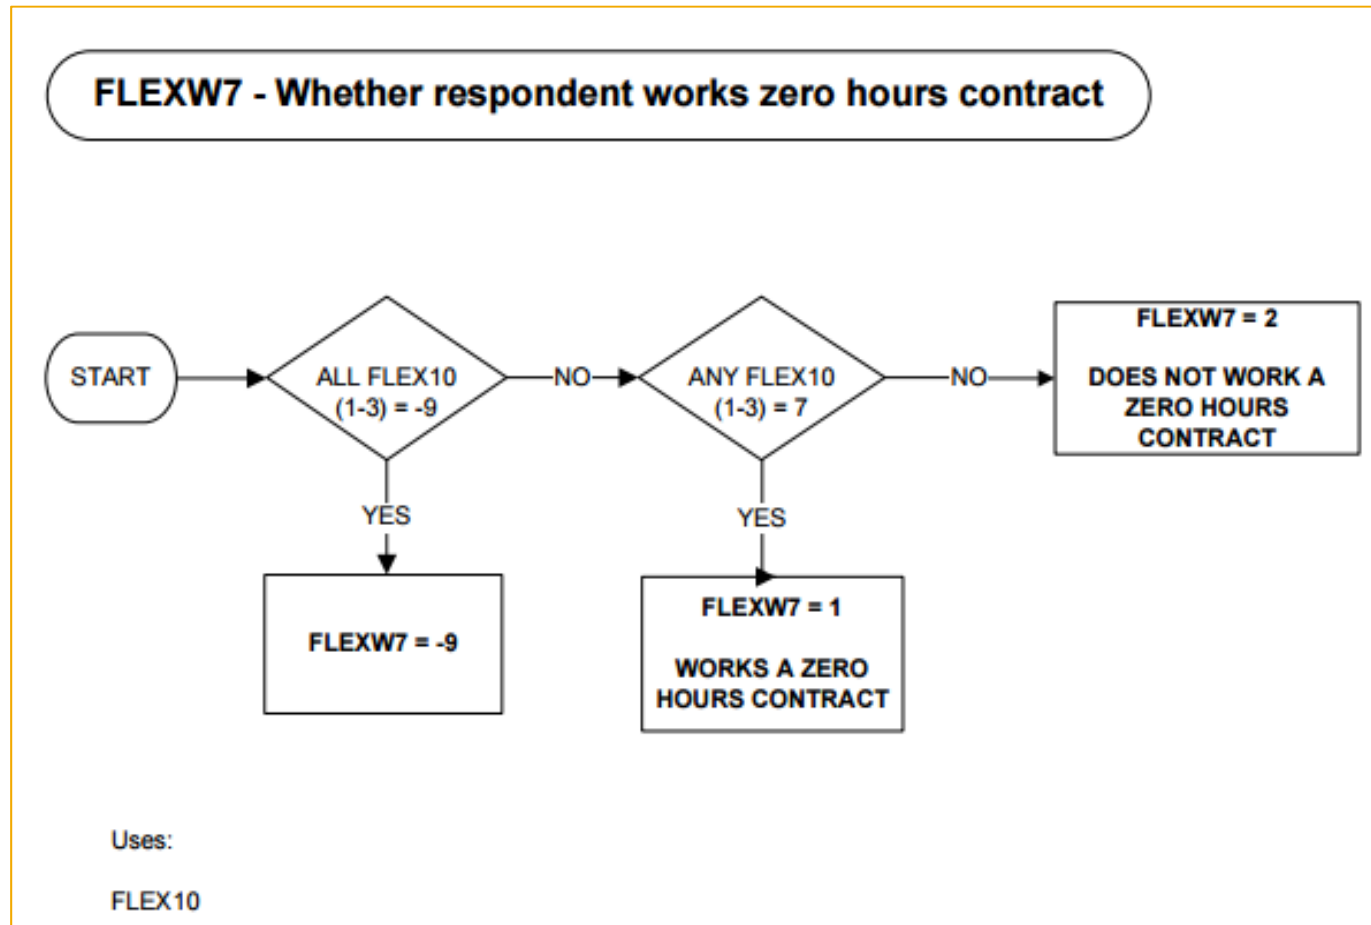 FLEXW7 - Whether respondent works zero hours contract
START
ALL FLEX10
(1-3) = -9
NO
ANY FLEX10
(1-3) = 7
NO
FLEXW7 = 2
DOES NOT WORK A
ZERO HOURS
CONTRACT
YES
YES
FLEXW7 = -9
FLEXW7 = 1
WORKS A ZERO
HOURS CONTRACT
Uses:
FLEX10